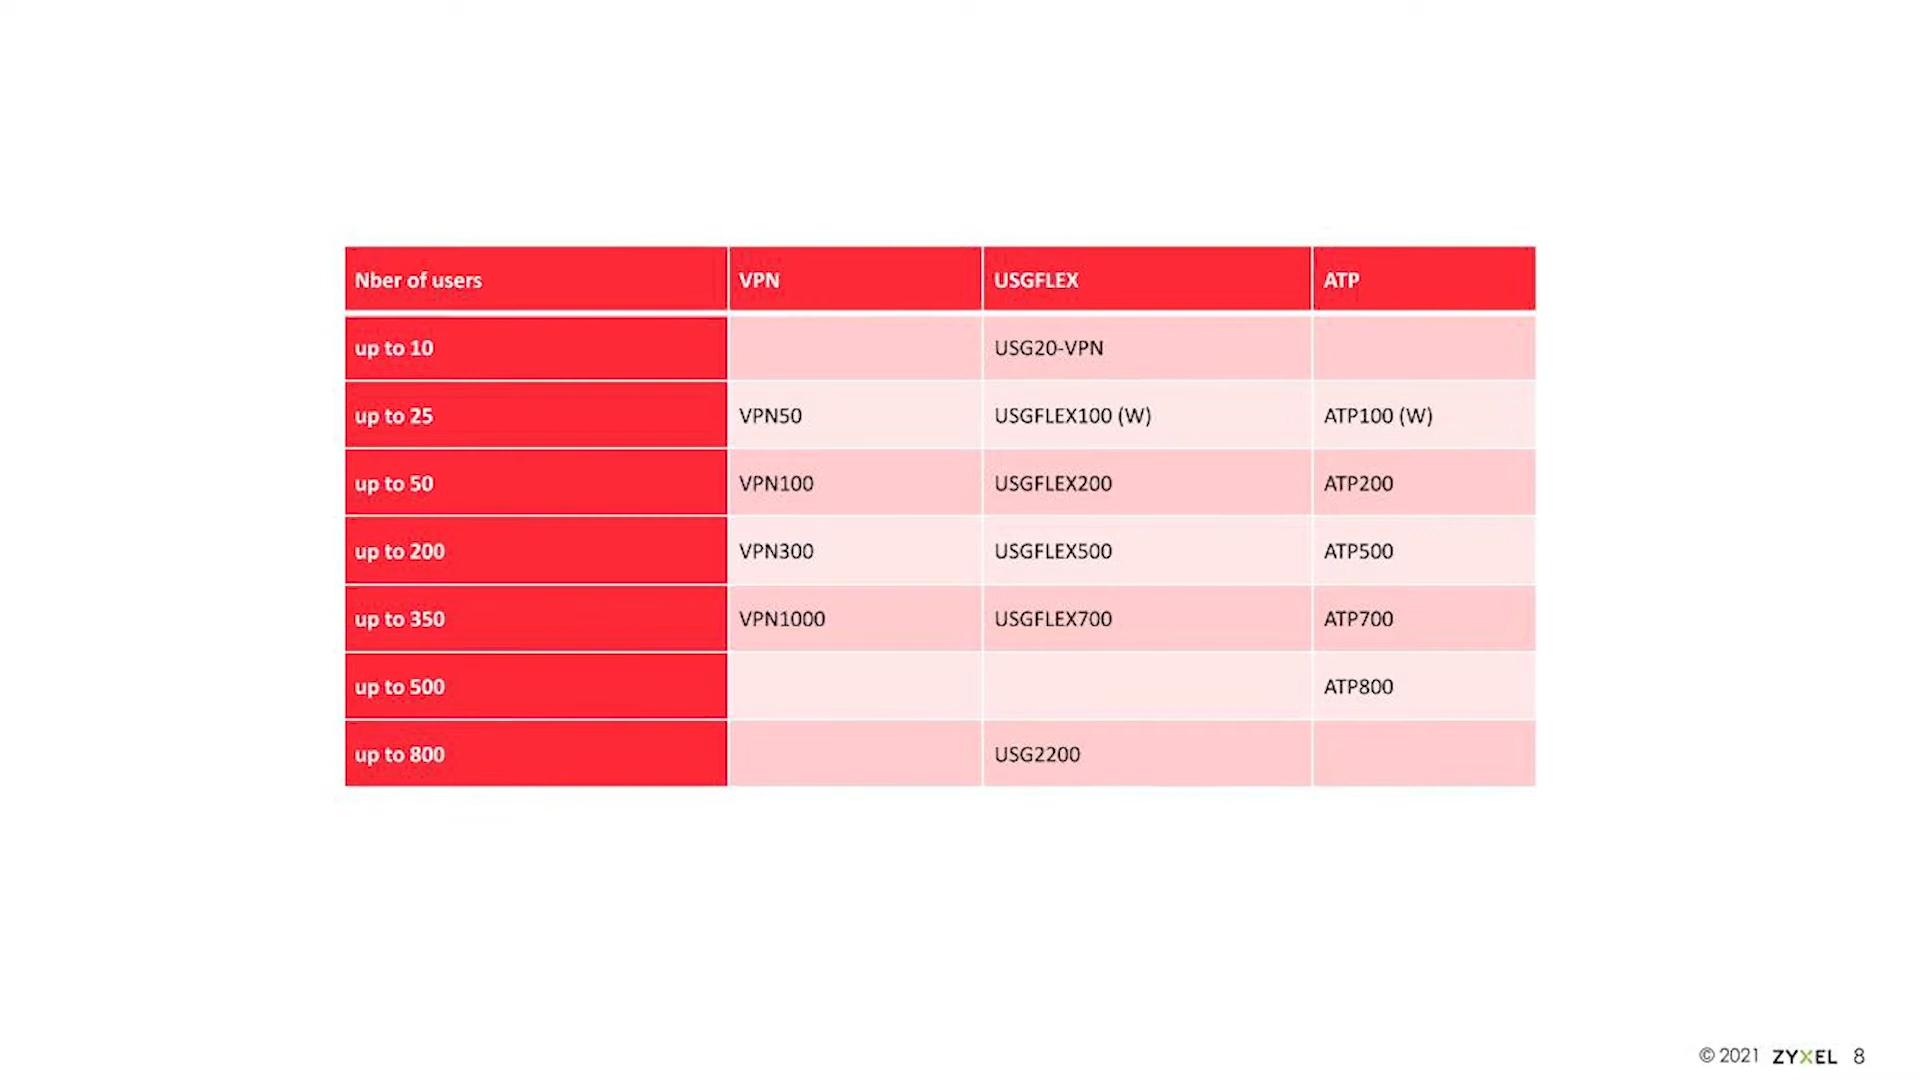 Nber of users VPN USGFLEX ATP
up to 10 USG20-VPN
up to 25 VPN50 USGFLEX100 (W) ATP100 (W)
up to 50 VPN100 USGFLEX200 ATP200
up to 200 VPN300 USGFLEX500 ATP500
up to 350 VPN1000 USGFLEX700 ATP700
up to 500 ATP800
up to 800 USG2200
© 2021 ZYXEL 8